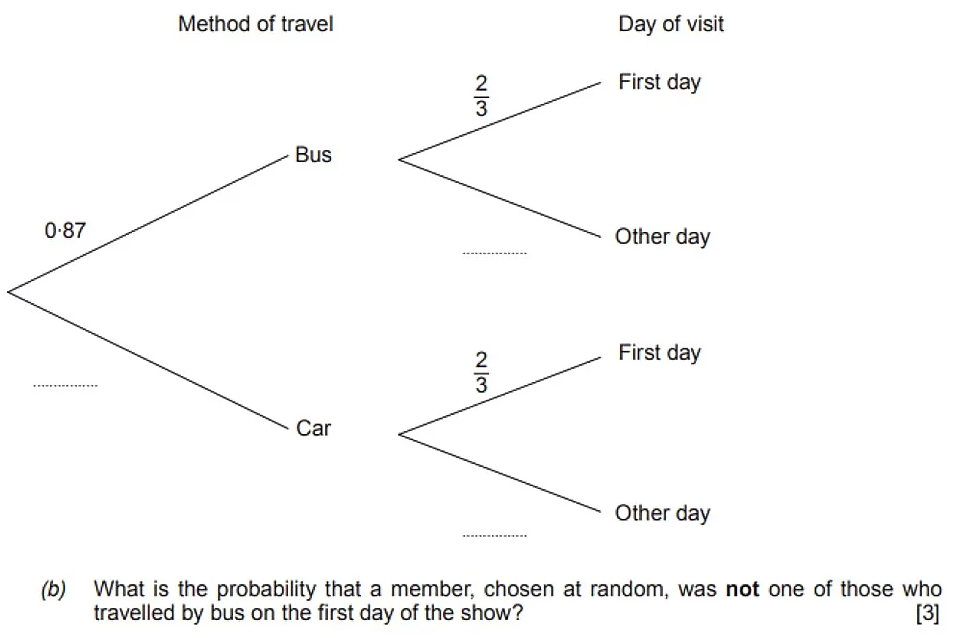 Method of travel
Day of visit
2
3
First day
Bus
0·87
Other day
..................
2
3
First day
..................
Car
Other day
..................
(b) What is the probability that a member, chosen at random, was not one of those who
travelled by bus on the first day of the show? [3]